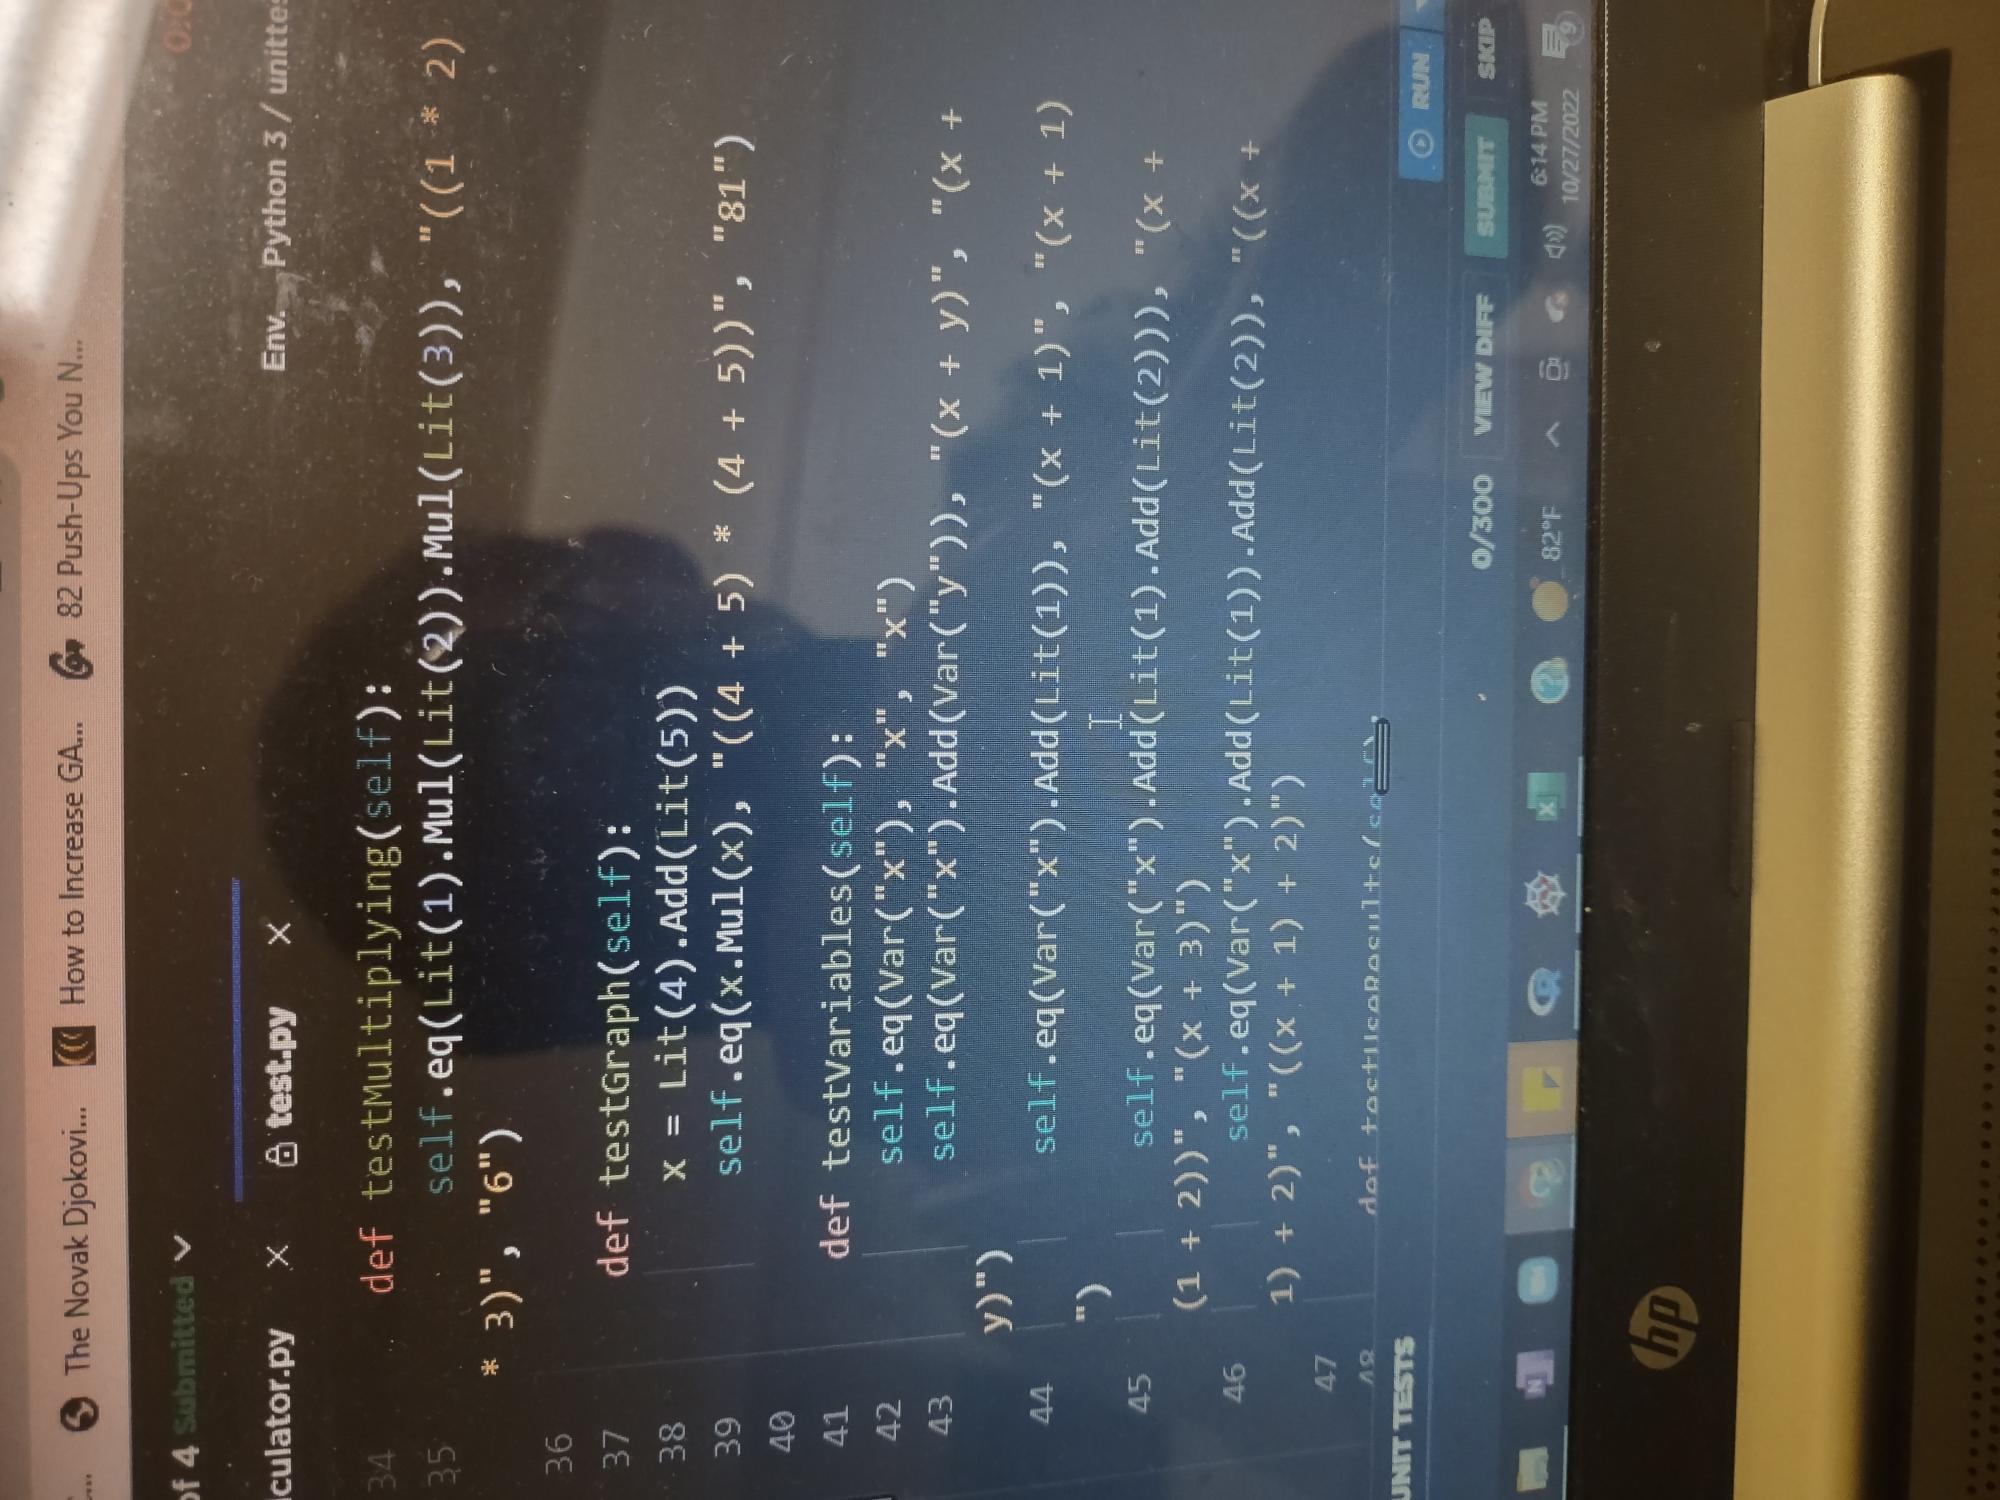 The Novak Djokovi... How to Increase GA... 82 Push-Ups You N...
of 4 Submitted
culator.py X test.py X Env. Python 3 / unittes
34 def testMultiplying(self):
35 self.eq(Lit(1).Mul(Lit(2)).Mul(Lit(3)), "((1 * 2)
* 3)", "6")
36
37 def testGraph(self):
38 x = Lit(4).Add(Lit(5))
39 self.eq(x.Mul(x), "((4 + 5) * (4 + 5))", "81")
40
41 def testVariables(self):
42 self.eq(Var("x"), "x", "x")
43 self.eq(Var("x").Add(Var("y")), "(x + y)", "(x +
y)")
44 self.eq(Var("x").Add(Lit(1)), "(x + 1)", "(x + 1)
")
45 self.eq(Var("x").Add(Lit(1).Add(Lit(2))), "(x +
(1 + 2))", "(x + 3)")
46 self.eq(Var("x").Add(Lit(1)).Add(Lit(2)), "((x +
1) + 2)", "((x + 1) + 2)")
47
48 def testUseResults(self):
UNIT TESTS
RUN
0/300 VIEW DIFF SUBMIT SKIP
82°F 6:14 PM
10/27/2022
9
hp